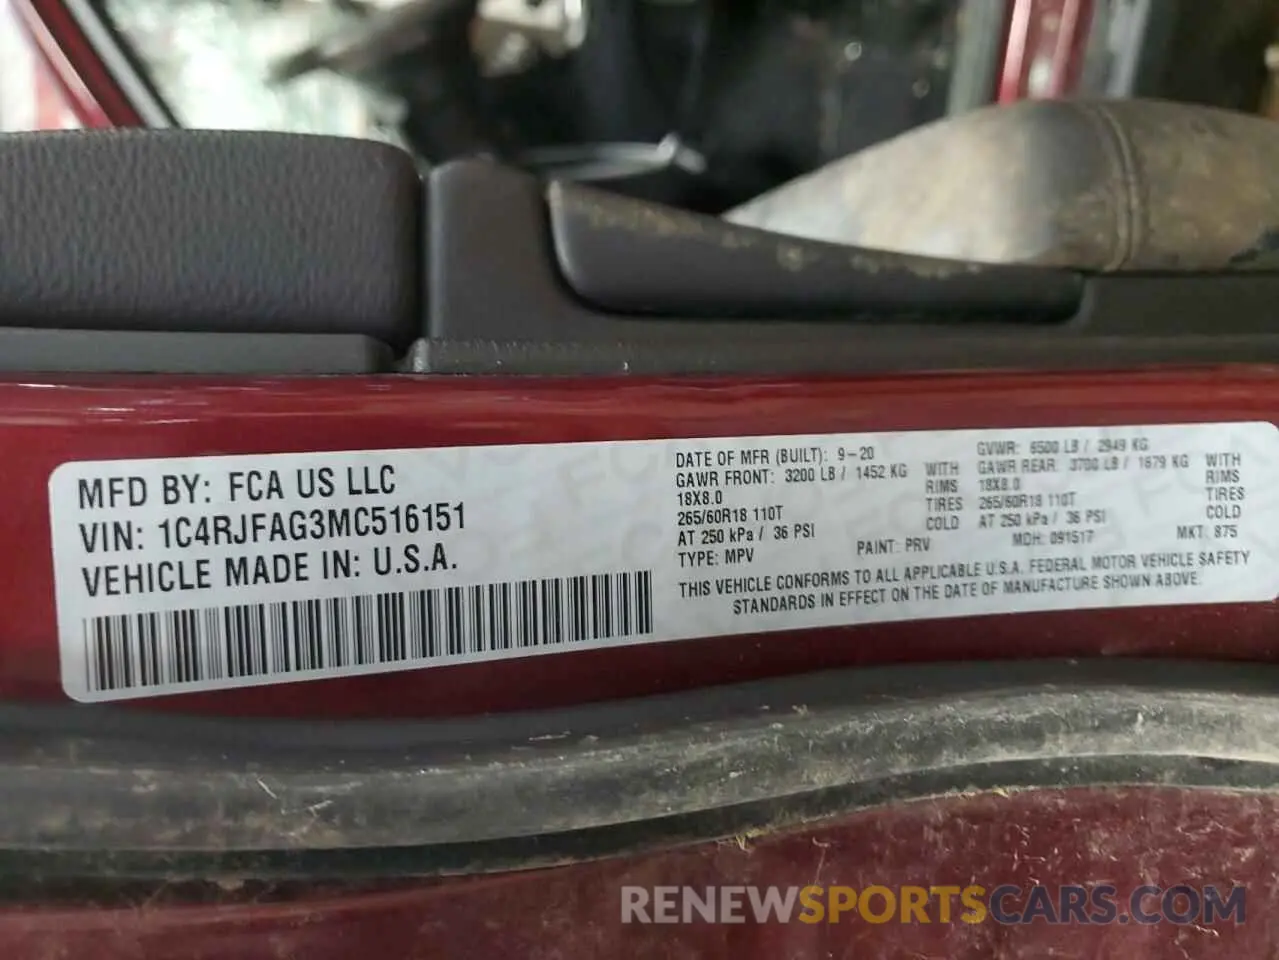 MFD BY: FCA US LLC
VIN: 1C4RJFAG3MC516151
VEHICLE MADE IN: U.S.A.
DATE OF MFR (BUILT): 9-20 GVWR: 6500 LB / 2949 KG
GAWR FRONT: 3200 LB / 1452 KG WITH GAWR REAR: 3700 LB / 1679 KG WITH
18X8.0 RIMS 18X8.0 RIMS
265/60R18 110T TIRES 265/60R18 110T TIRES
AT 250 kPa / 36 PSI COLD AT 250 kPa / 36 PSI COLD
TYPE: MPV PAINT: PRV MDH: 091517 MKT: 875
THIS VEHICLE CONFORMS TO ALL APPLICABLE U.S.A. FEDERAL MOTOR VEHICLE SAFETY
STANDARDS IN EFFECT ON THE DATE OF MANUFACTURE SHOWN ABOVE.
RENEWSPORTSCARS.COM